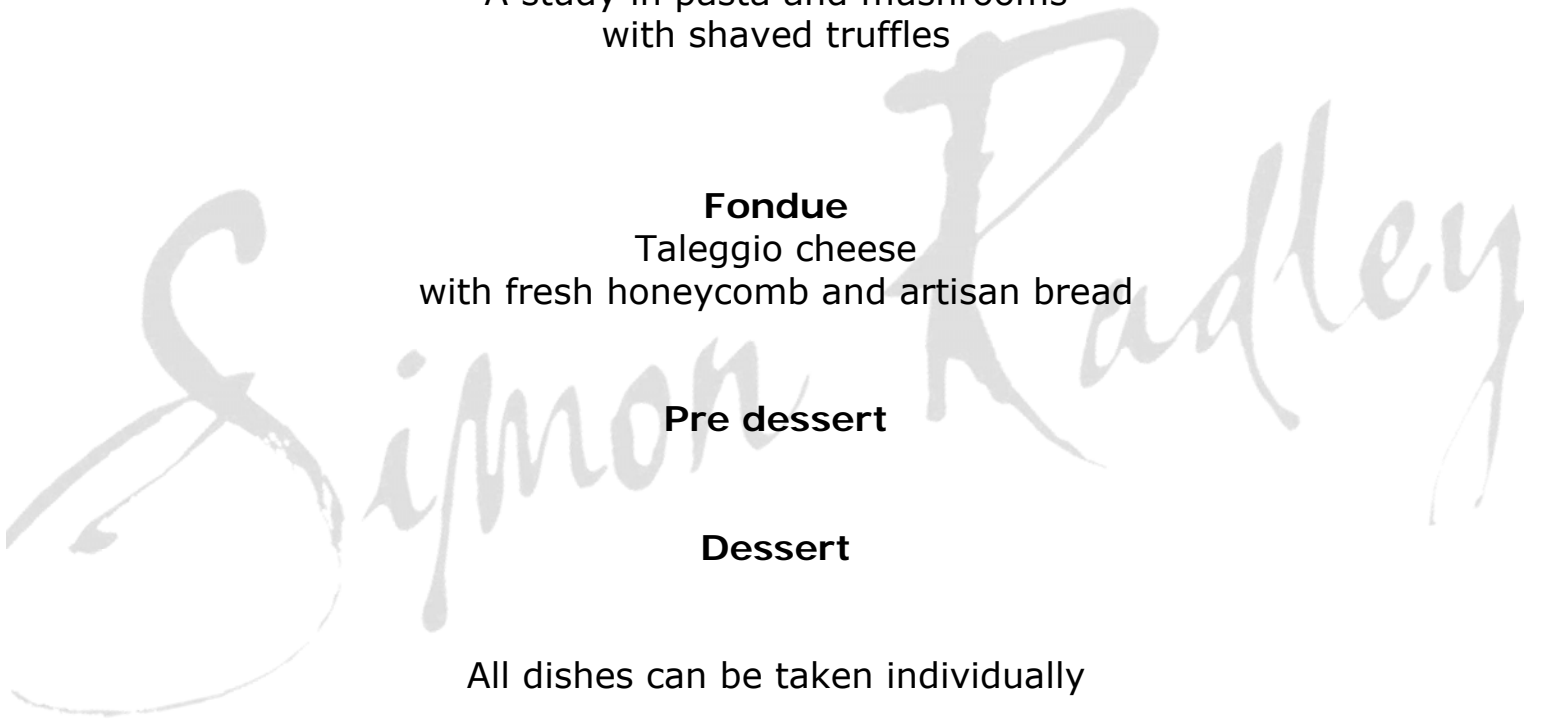 A study in pasta and mushrooms
with shaved truffles
Fondue
Taleggio cheese
with fresh honeycomb and artisan bread
Simon Radley
Pre dessert
Dessert
All dishes can be taken individually